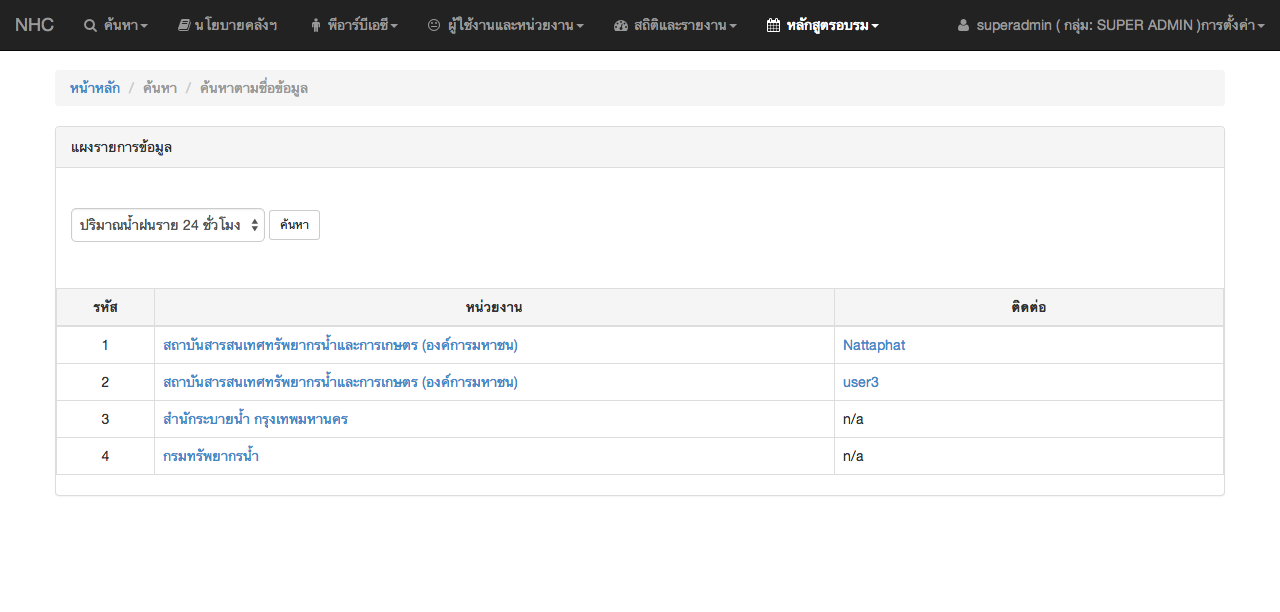 NHC ค้นหา นโยบายคลังฯ พีอาร์บีเอซี ผู้ใช้งานและหน่วยงาน สถิติและรายงาน หลักสูตรอบรม superadmin ( กลุ่ม: SUPER ADMIN )การตั้งค่า
หน้าหลัก / ค้นหา / ค้นหาตามชื่อข้อมูล
แผงรายการข้อมูล
ปริมาณน้ำฝนราย 24 ชั่วโมง ค้นหา
รหัส หน่วยงาน ติดต่อ
1 สถาบันสารสนเทศทรัพยากรน้ำและการเกษตร (องค์การมหาชน) Nattaphat
2 สถาบันสารสนเทศทรัพยากรน้ำและการเกษตร (องค์การมหาชน) user3
3 สำนักระบายน้ำ กรุงเทพมหานคร n/a
4 กรมทรัพยากรน้ำ n/a